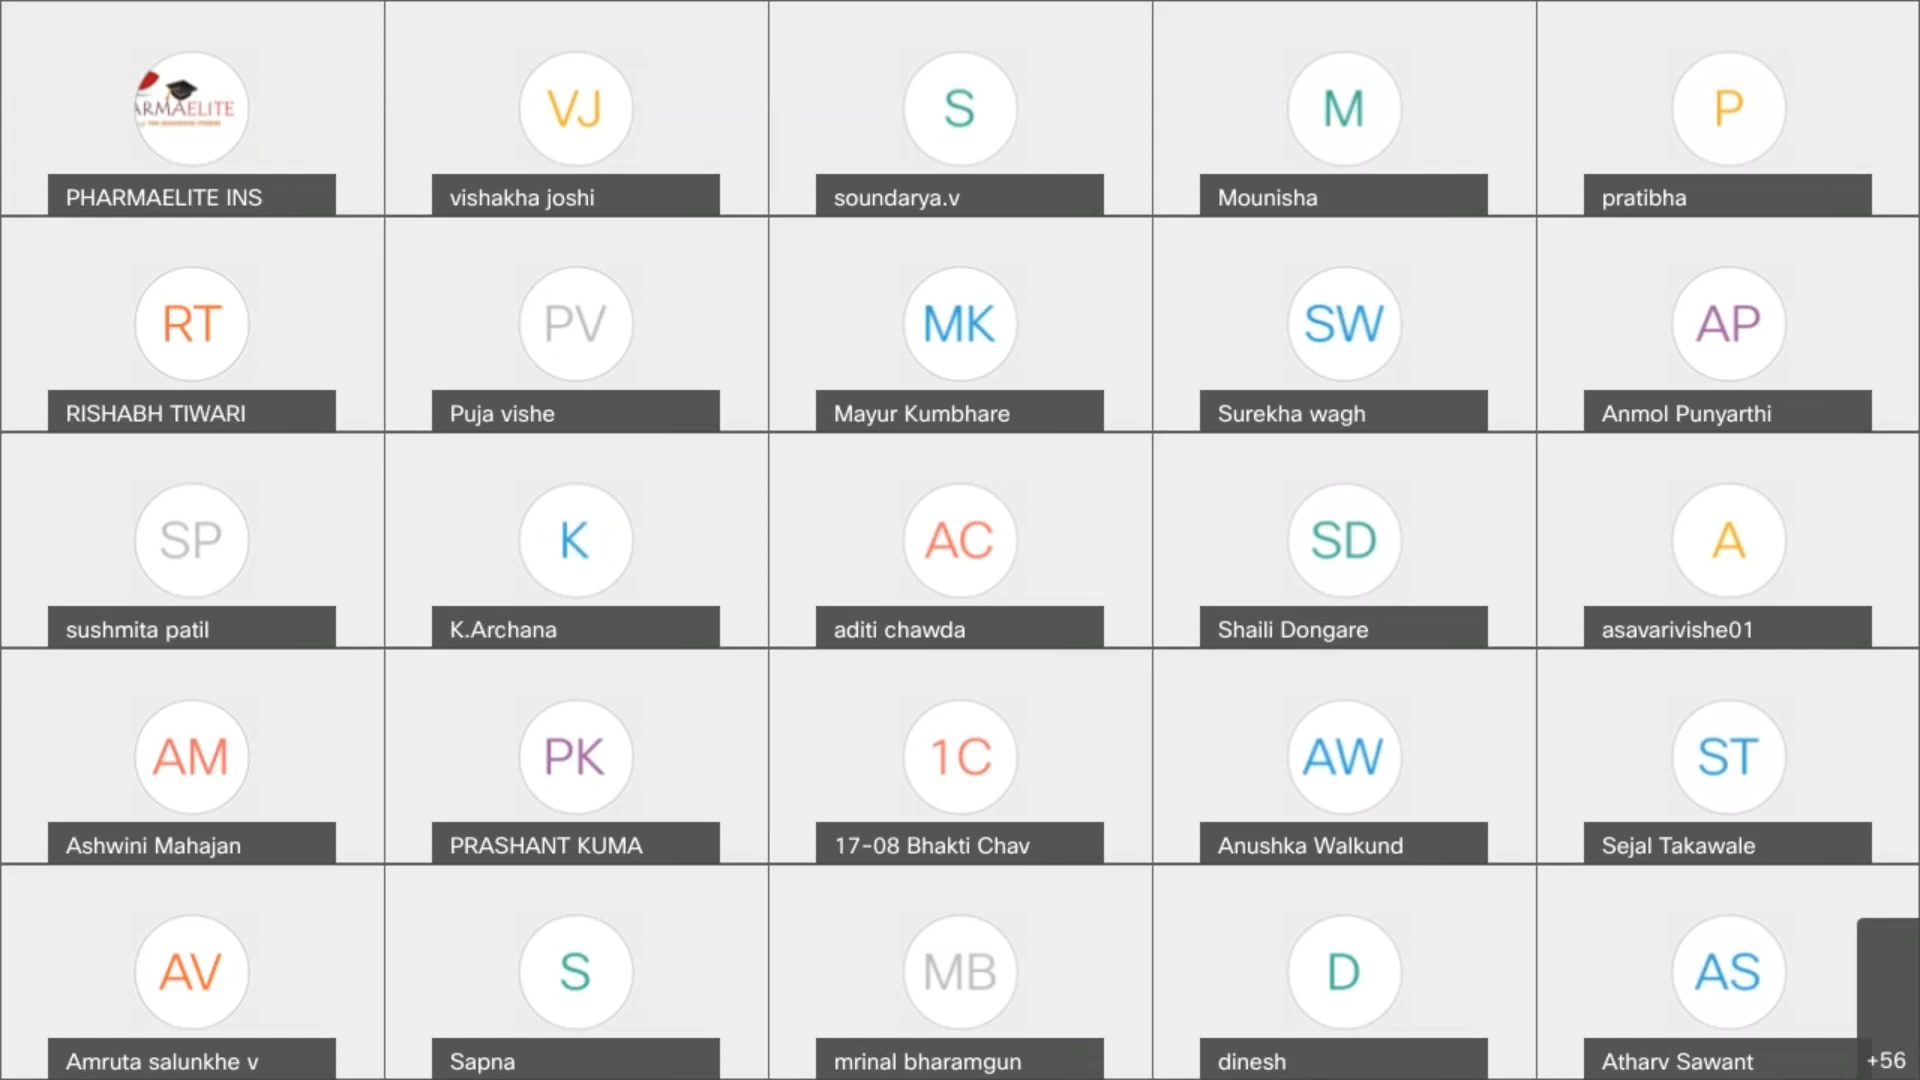 ARMAELITE
PHARMAELITE INS
VJ
vishakha joshi
S
soundarya.v
M
Mounisha
P
pratibha
RT
RISHABH TIWARI
PV
Puja vishe
MK
Mayur Kumbhare
SW
Surekha wagh
AP
Anmol Punyarthi
SP
sushmita patil
K
K.Archana
AC
aditi chawda
SD
Shaili Dongare
A
asavarivishe01
AM
Ashwini Mahajan
PK
PRASHANT KUMA
1C
17-08 Bhakti Chav
AW
Anushka Walkund
ST
Sejal Takawale
AV
Amruta salunkhe v
S
Sapna
MB
mrinal bharamgun
D
dinesh
AS
Atharv Sawant
+56